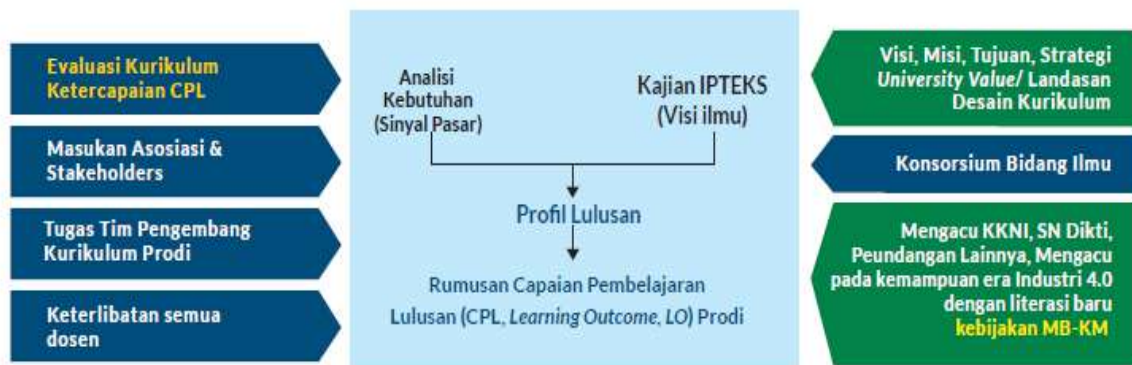 Evaluasi Kurikulum
Ketercapaian CPL
Masukan Asosiasi &
Stakeholders
Tugas Tim Pengembang
Kurikulum Prodi
Keterlibatan semua
dosen
Analisi
Kebutuhan
(Sinyal Pasar)
Kajian IPTEKS
(Visi ilmu)
Profil Lulusan
Rumusan Capaian Pembelajaran
Lulusan (CPL, Learning Outcome, LO) Prodi
Visi, Misi, Tujuan, Strategi
University Value/ Landasan
Desain Kurikulum
Konsorsium Bidang Ilmu
Mengacu KKNI, SN Dikti,
Peundangan Lainnya, Mengacu
pada kemampuan era Industri 4.0
dengan literasi baru
kebijakan MB-KM